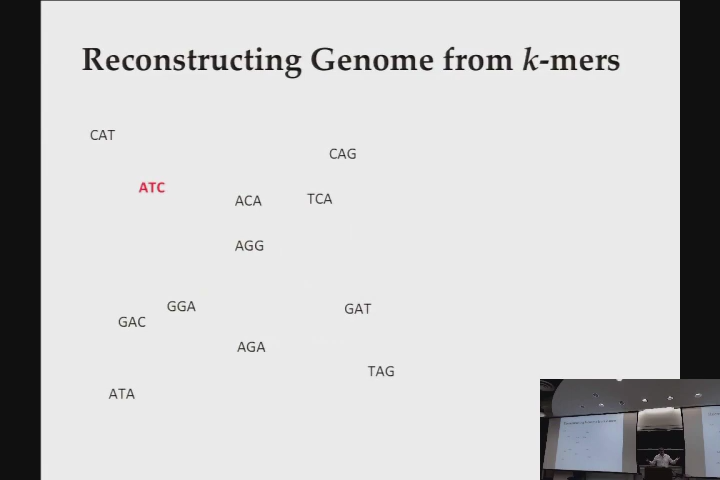 Reconstructing Genome from k-mers
CAT
CAG
ATC
ACA
TCA
AGG
GGA
GAT
GAC
AGA
TAG
ATA